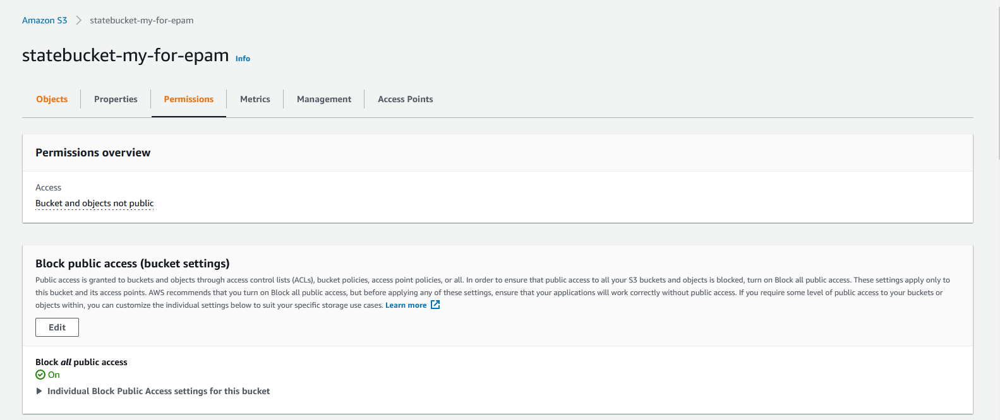 Amazon S3 statebucket-my-for-epam
statebucket-my-for-epam Info
Objects Properties Permissions Metrics Management Access Points
Permissions overview
Access
Bucket and objects not public
Block public access (bucket settings)
Public access is granted to buckets and objects through access control lists (ACLs), bucket policies, access point policies, or all. In order to ensure that public access to all your S3 buckets and objects is blocked, turn on Block all public access. These settings apply only to
this bucket and its access points. AWS recommends that you turn on Block all public access, but before applying any of these settings, ensure that your applications will work correctly without public access. If you require some level of public access to your buckets or
objects within, you can customize the individual settings below to suit your specific storage use cases. Learn more
Edit
Block all public access
On
Individual Block Public Access settings for this bucket